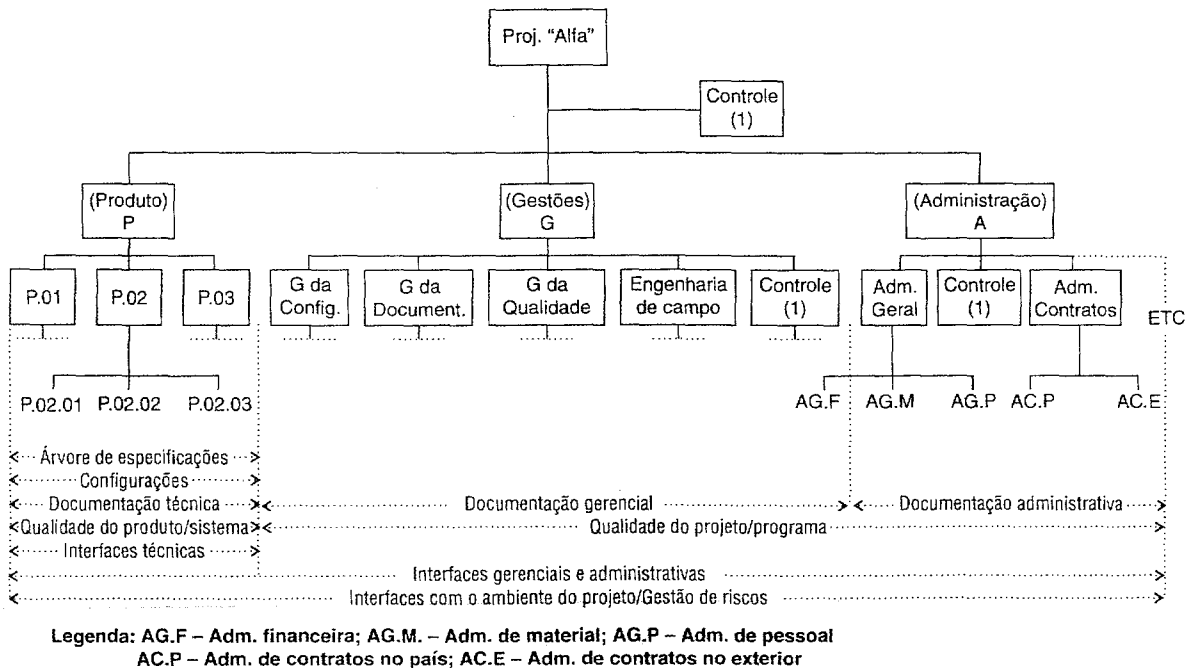 Proj. “Alfa”
Controle
(1)
(Produto)
P
(Gestões)
G
(Administração)
A
P.01
P.02
P.03
G da
Config.
G da
Document.
G da
Qualidade
Engenharia
de campo
Controle
(1)
Adm.
Geral
Controle
(1)
Adm.
Contratos
ETC
P.02.01
P.02.02
P.02.03
AG.F
AG.M
AG.P
AC.P
AC.E
Árvore de especificações
Configurações
Documentação técnica
Documentação gerencial
Documentação administrativa
Qualidade do produto/sistema
Qualidade do projeto/programa
Interfaces técnicas
Interfaces gerenciais e administrativas
Interfaces com o ambiente do projeto/Gestão de riscos
Legenda: AG.F – Adm. financeira; AG.M. – Adm. de material; AG.P – Adm. de pessoal
AC.P – Adm. de contratos no país; AC.E – Adm. de contratos no exterior